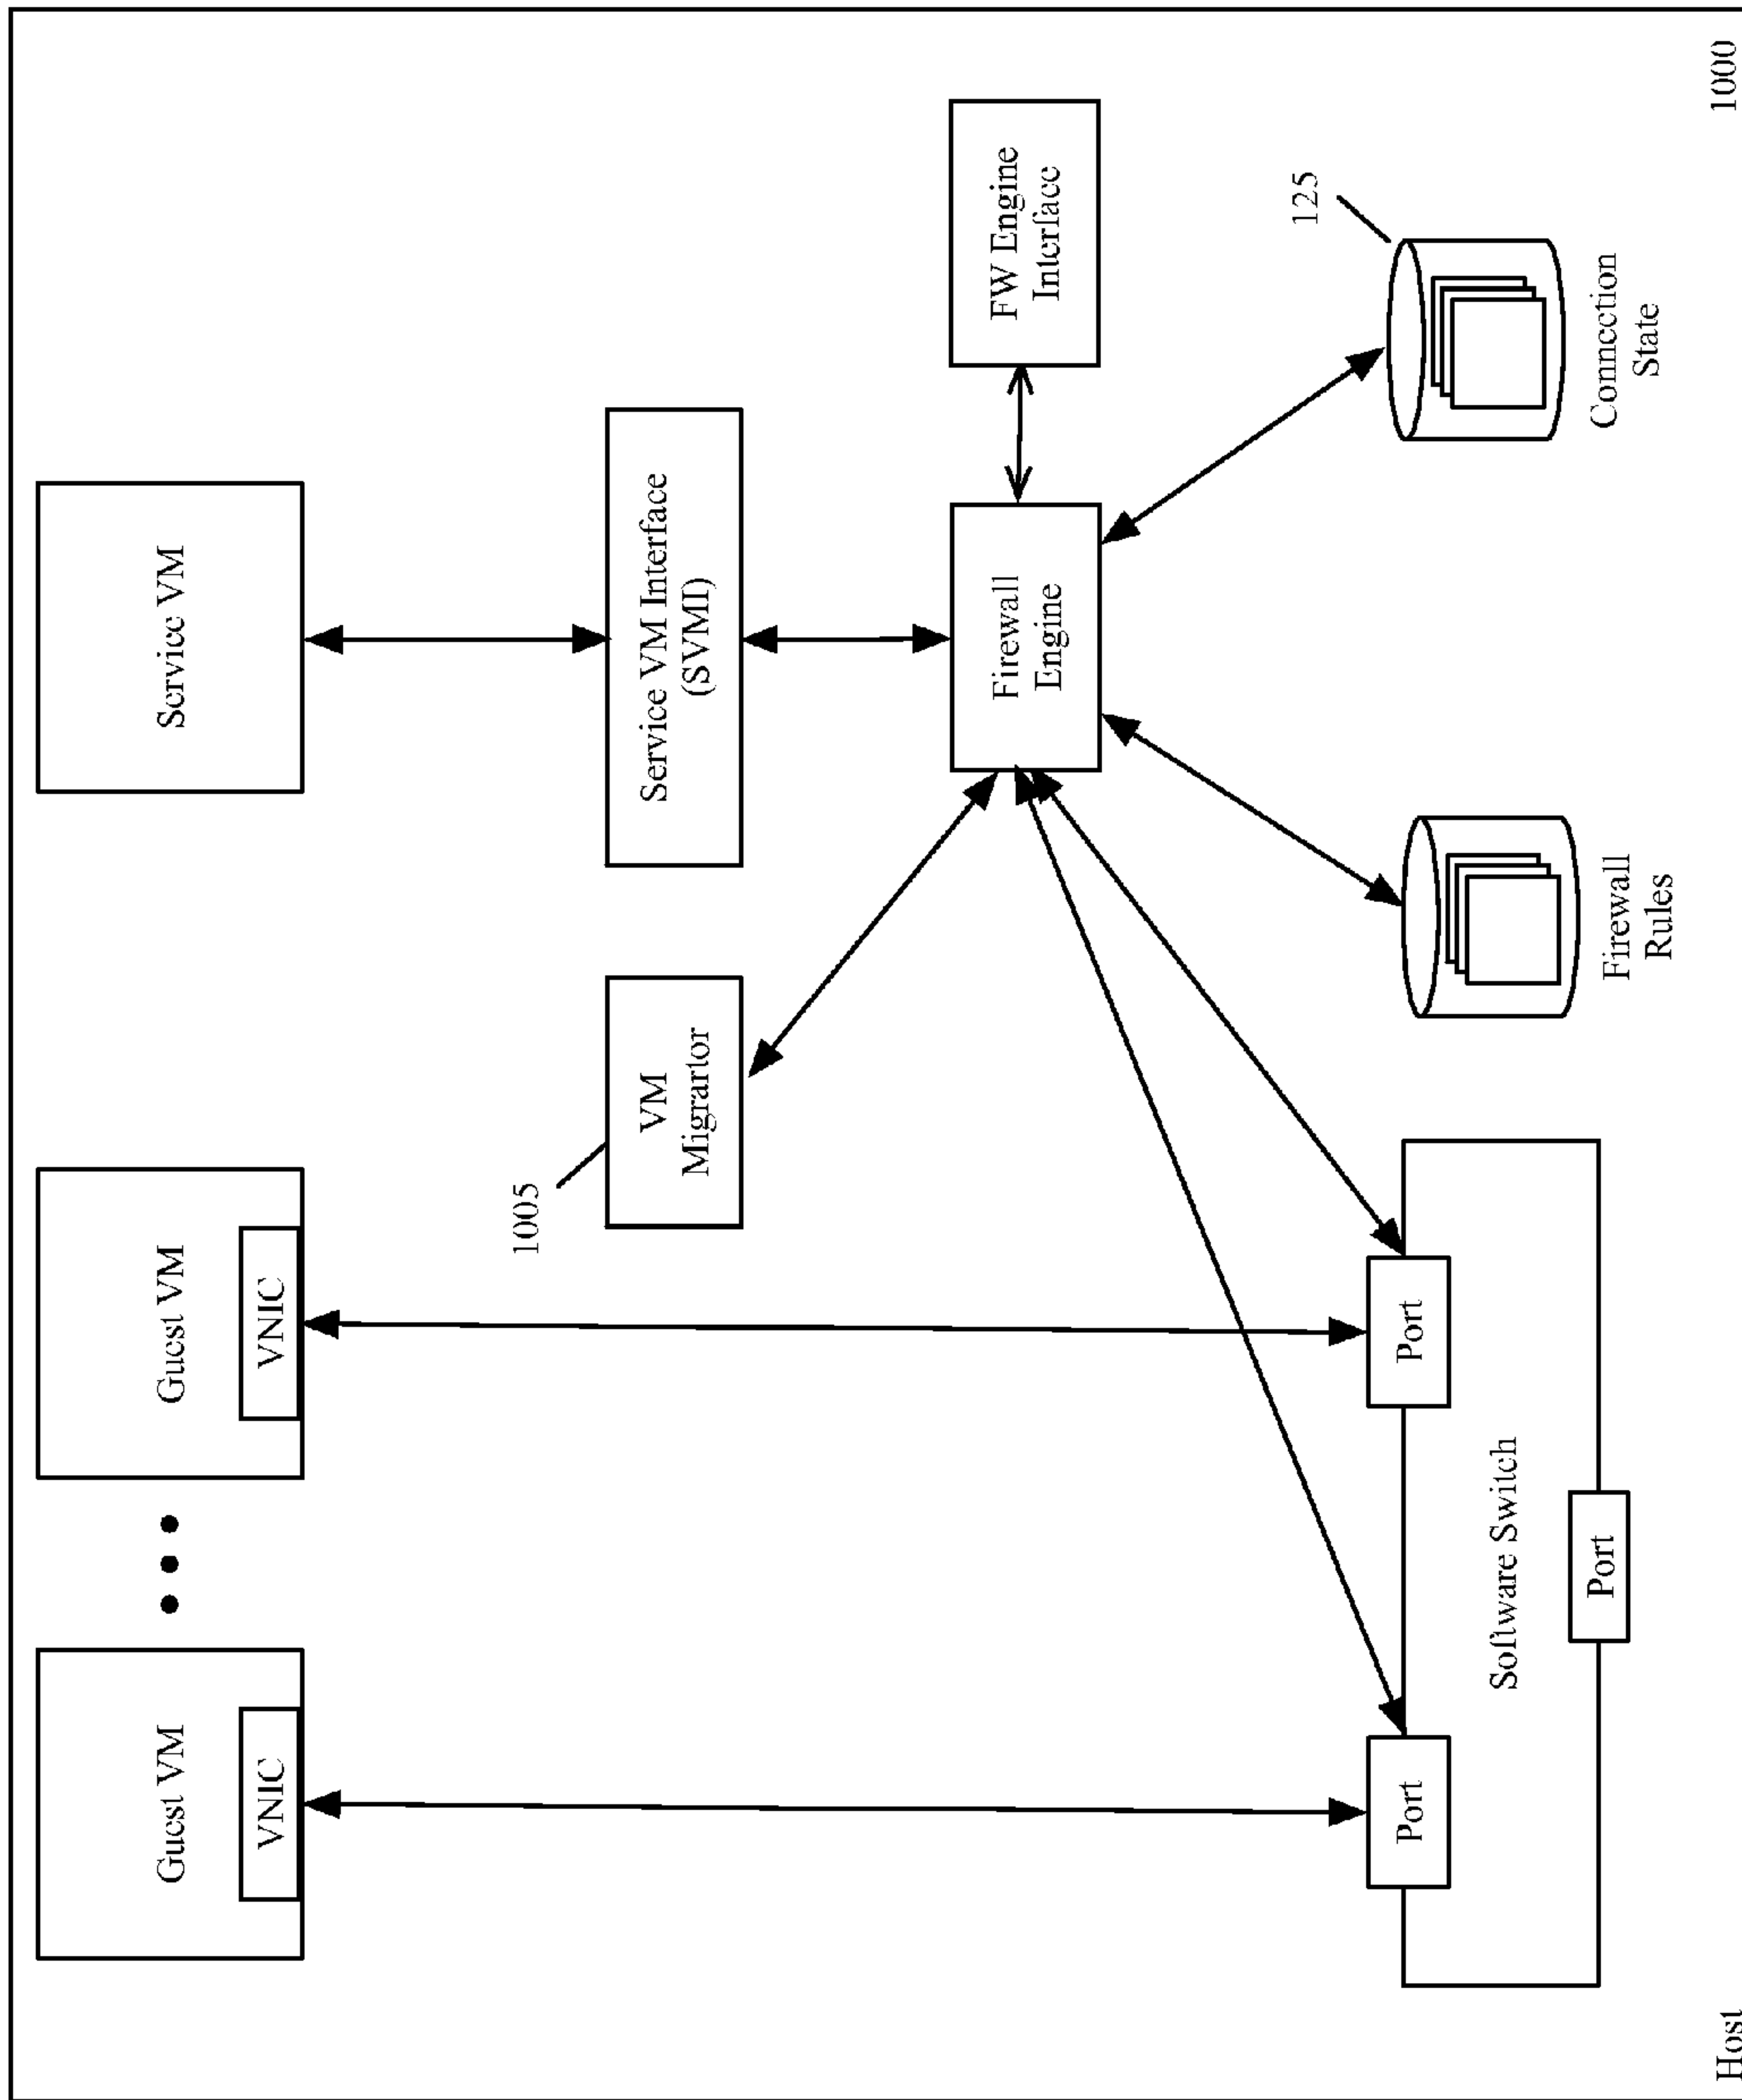 Guest VM
VNIC
Guest VM
VNIC
Service VM
1005
VM
Migrartor
Service VM Interface
(SVMI)
Firewall
Engine
FW Engine
Interface
125
Port
Port
Software Switch
Port
Firewall
Rules
Connection
State
Host
1000